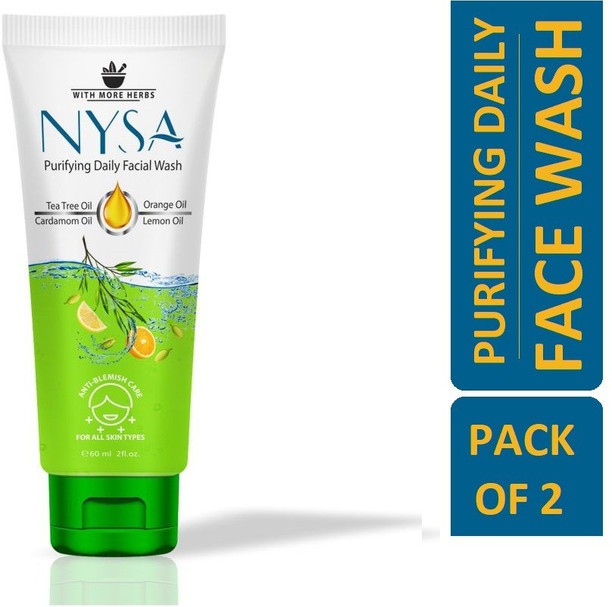 WITH MORE HERBS
NYSA
Purifying Daily Facial Wash
Tea Tree Oil
Orange Oil
Cardamom Oil
Lemon Oil
ANTI-BLEMISH CARE
FOR ALL SKIN TYPES
℮60 ml 2fl.oz.
PURIFYING DAILY
FACE WASH
PACK
OF 2